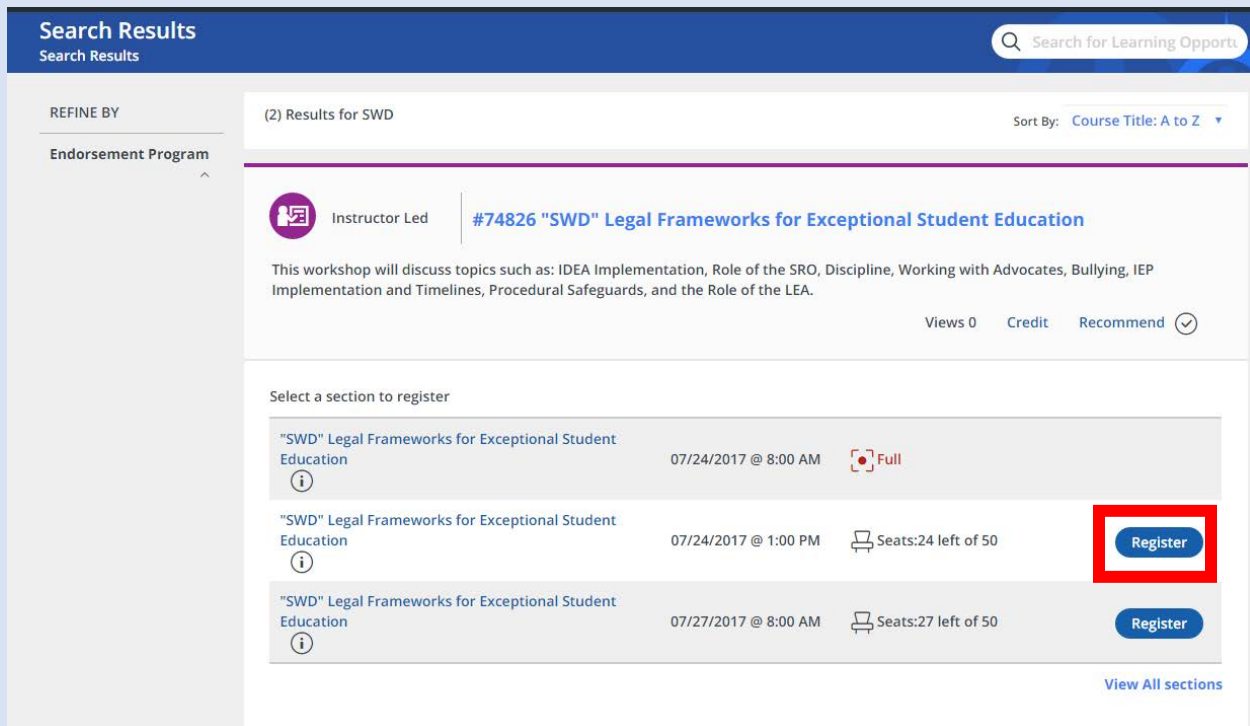 Search Results
Search Results
Search for Learning Opportu
REFINE BY
Endorsement Program
(2) Results for SWD
Sort By: Course Title: A to Z
Instructor Led
#74826 "SWD" Legal Frameworks for Exceptional Student Education
This workshop will discuss topics such as: IDEA Implementation, Role of the SRO, Discipline, Working with Advocates, Bullying, IEP
Implementation and Timelines, Procedural Safeguards, and the Role of the LEA.
Views 0 Credit Recommend
Select a section to register
"SWD" Legal Frameworks for Exceptional Student
Education
07/24/2017 @ 8:00 AM Full
"SWD" Legal Frameworks for Exceptional Student
Education
07/24/2017 @ 1:00 PM Seats:24 left of 50 Register
"SWD" Legal Frameworks for Exceptional Student
Education
07/27/2017 @ 8:00 AM Seats:27 left of 50 Register
View All sections